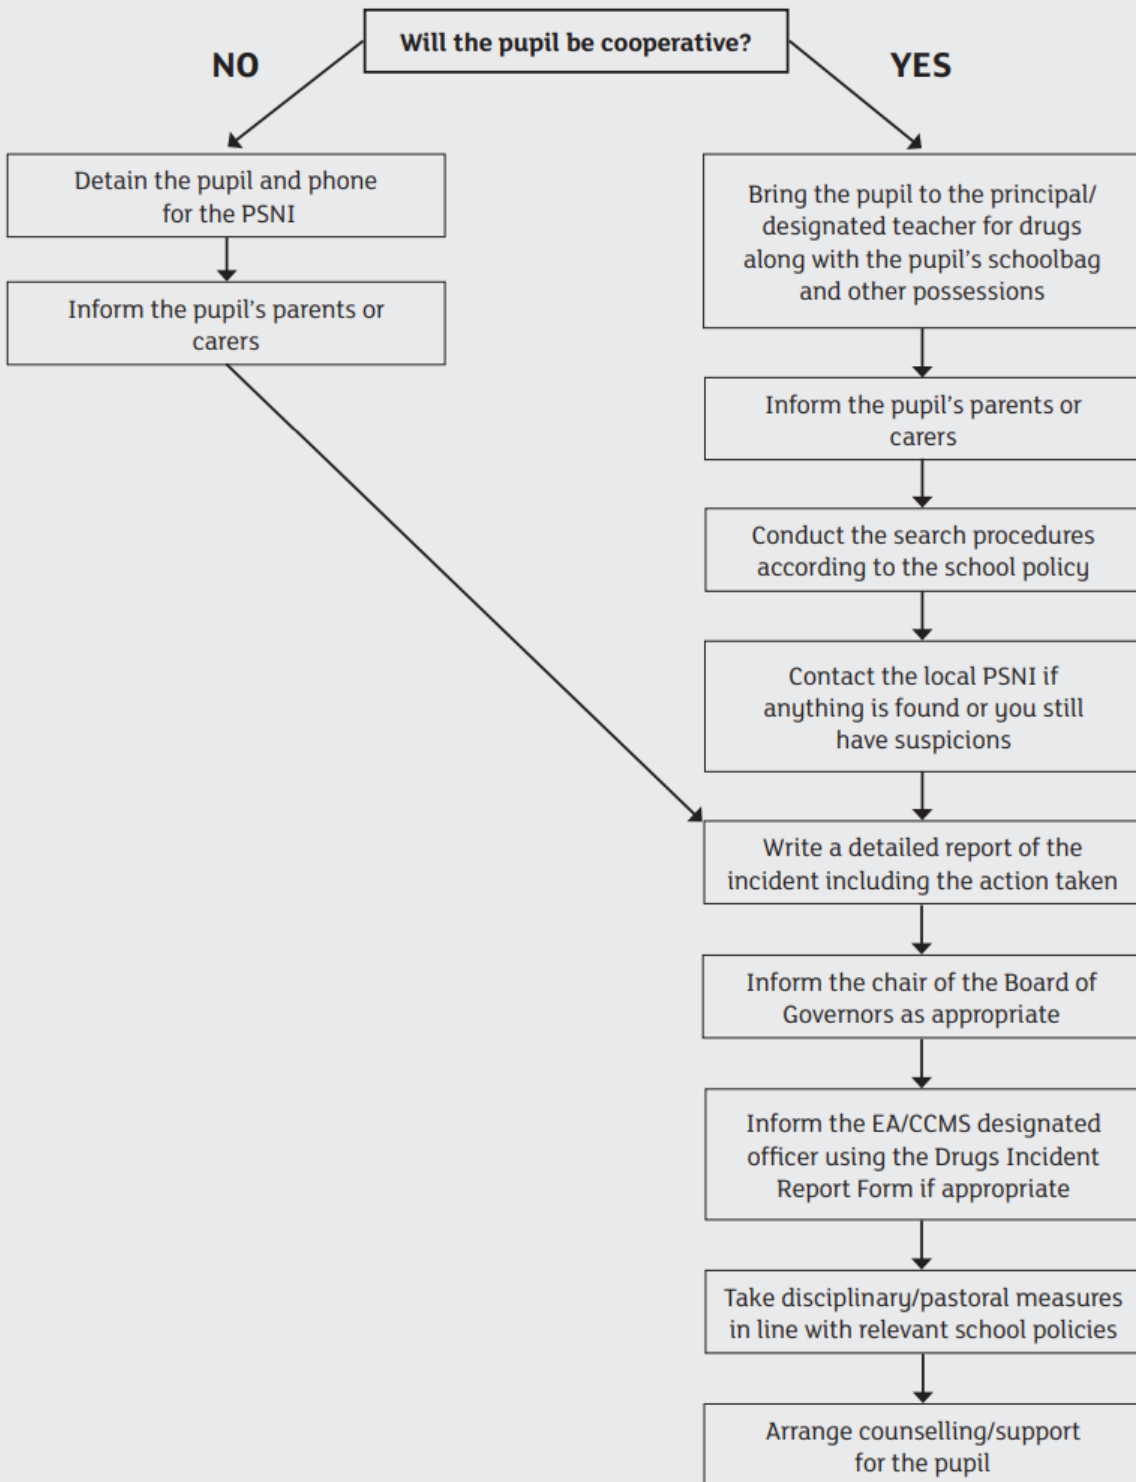 Will the pupil be cooperative?
NO
YES
Detain the pupil and phone
for the PSNI
Inform the pupil's parents or
carers
Bring the pupil to the principal/
designated teacher for drugs
along with the pupil's schoolbag
and other possessions
Inform the pupil's parents or
carers
Conduct the search procedures
according to the school policy
Contact the local PSNI if
anything is found or you still
have suspicions
Write a detailed report of the
incident including the action taken
Inform the chair of the Board of
Governors as appropriate
Inform the EA/CCMS designated
officer using the Drugs Incident
Report Form if appropriate
Take disciplinary/pastoral measures
in line with relevant school policies
Arrange counselling/support
for the pupil